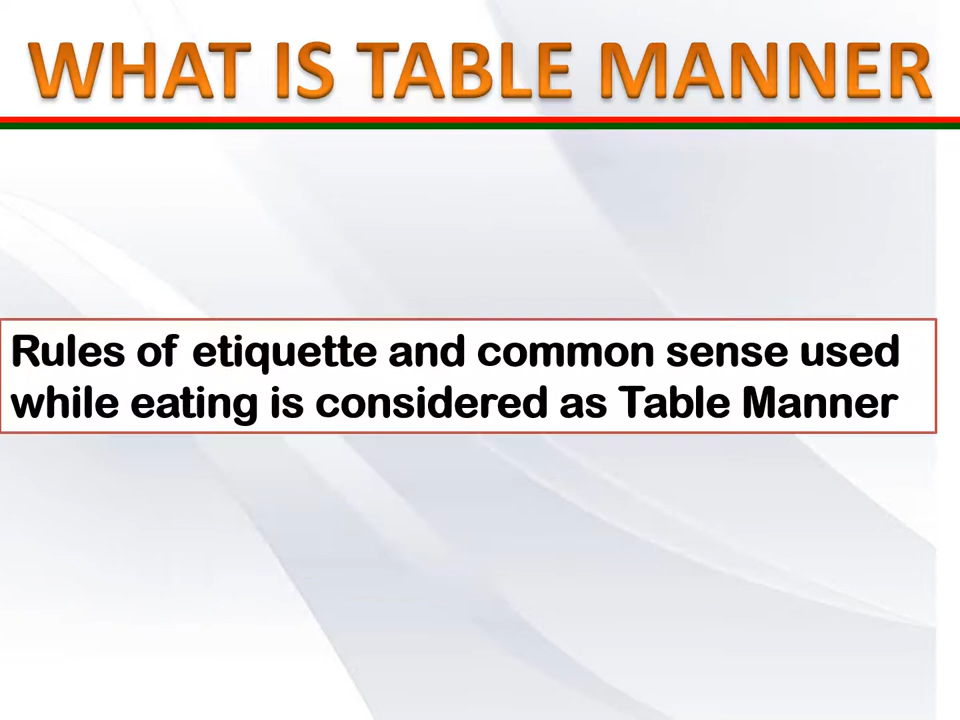 WHAT IS TABLE MANNER
Rules of etiquette and common sense used
while eating is considered as Table Manner